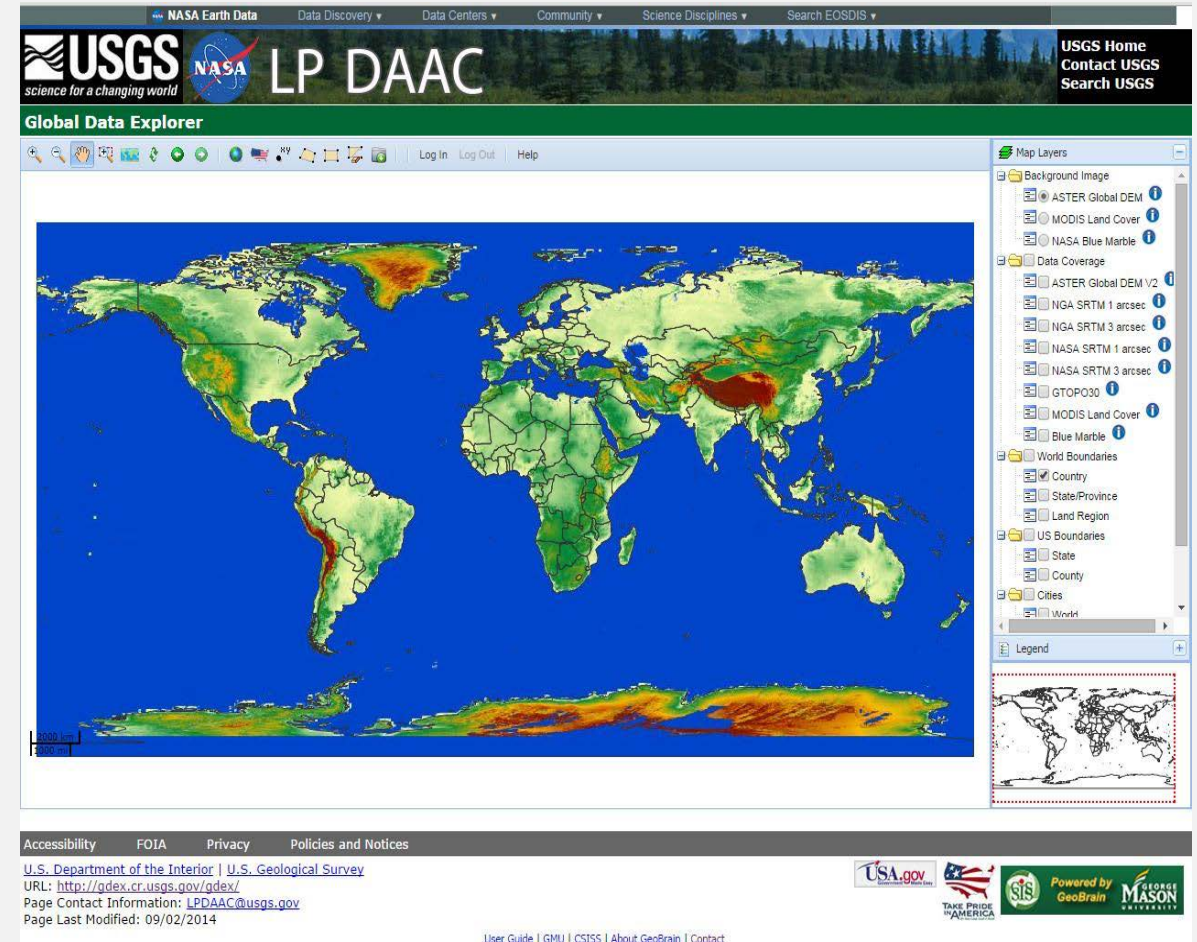 NASA Earth Data Data Discovery ▾ Data Centers ▾ Community ▾ Science Disciplines ▾ Search EOSDIS ▾
USGS
science for a changing world
NASA
LP DAAC
USGS Home
Contact USGS
Search USGS
Global Data Explorer
XY
Log In Log Out Help
Map Layers
Background Image
ASTER Global DEM
MODIS Land Cover
NASA Blue Marble
Data Coverage
ASTER Global DEM V2
NGA SRTM 1 arcsec
NGA SRTM 3 arcsec
NASA SRTM 1 arcsec
NASA SRTM 3 arcsec
GTOPO30
MODIS Land Cover
Blue Marble
World Boundaries
Country
State/Province
Land Region
US Boundaries
State
County
Cities
World
Legend
2000 km
1000 mi
Accessibility FOIA Privacy Policies and Notices
U.S. Department of the Interior | U.S. Geological Survey
URL: http://gdex.cr.usgs.gov/gdex/
Page Contact Information: LPDAAC@usgs.gov
Page Last Modified: 09/02/2014
USA.gov
TAKE PRIDE
IN AMERICA
SIS
Powered by
GeoBrain
GEORGE
MASON
UNIVERSITY
User Guide | GMU | CSISS | About GeoBrain | Contact